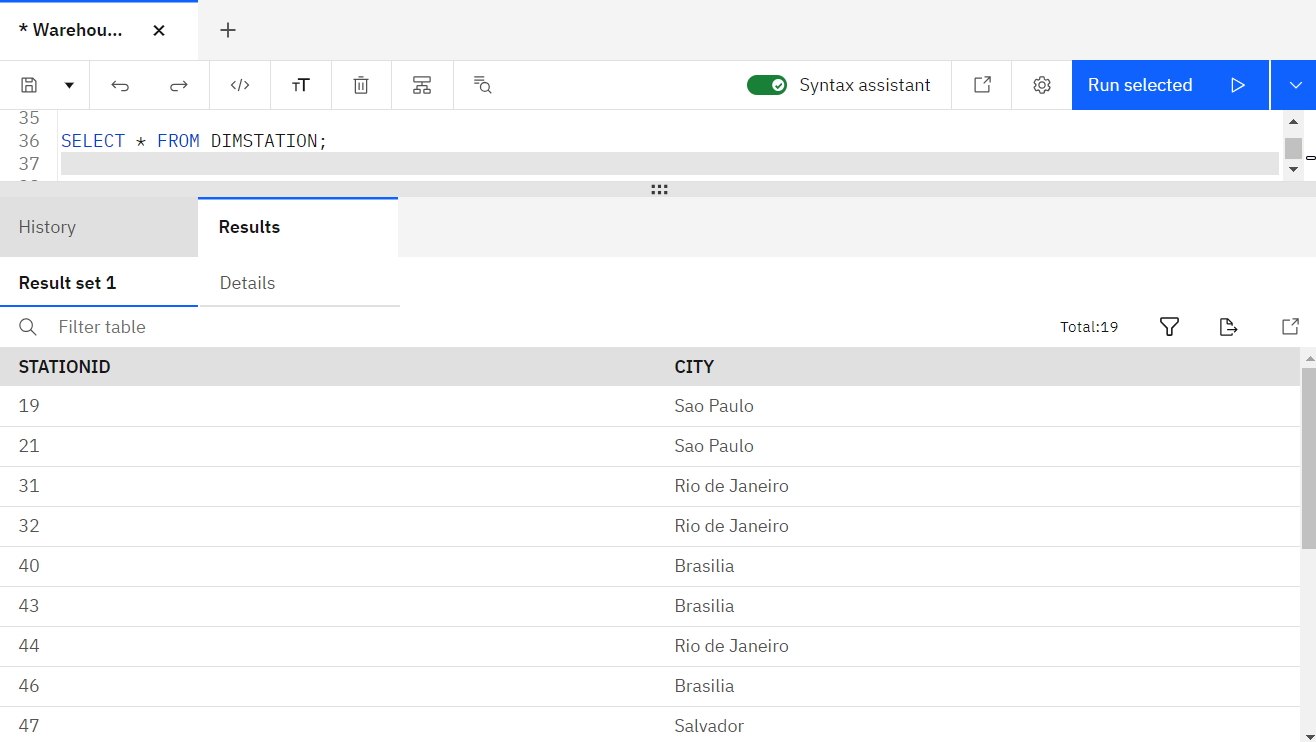 * Warehou...
Syntax assistant
Run selected
35
36 SELECT * FROM DIMSTATION;
37
History
Results
Result set 1
Details
Filter table
Total:19
STATIONID CITY
19 Sao Paulo
21 Sao Paulo
31 Rio de Janeiro
32 Rio de Janeiro
40 Brasilia
43 Brasilia
44 Rio de Janeiro
46 Brasilia
47 Salvador